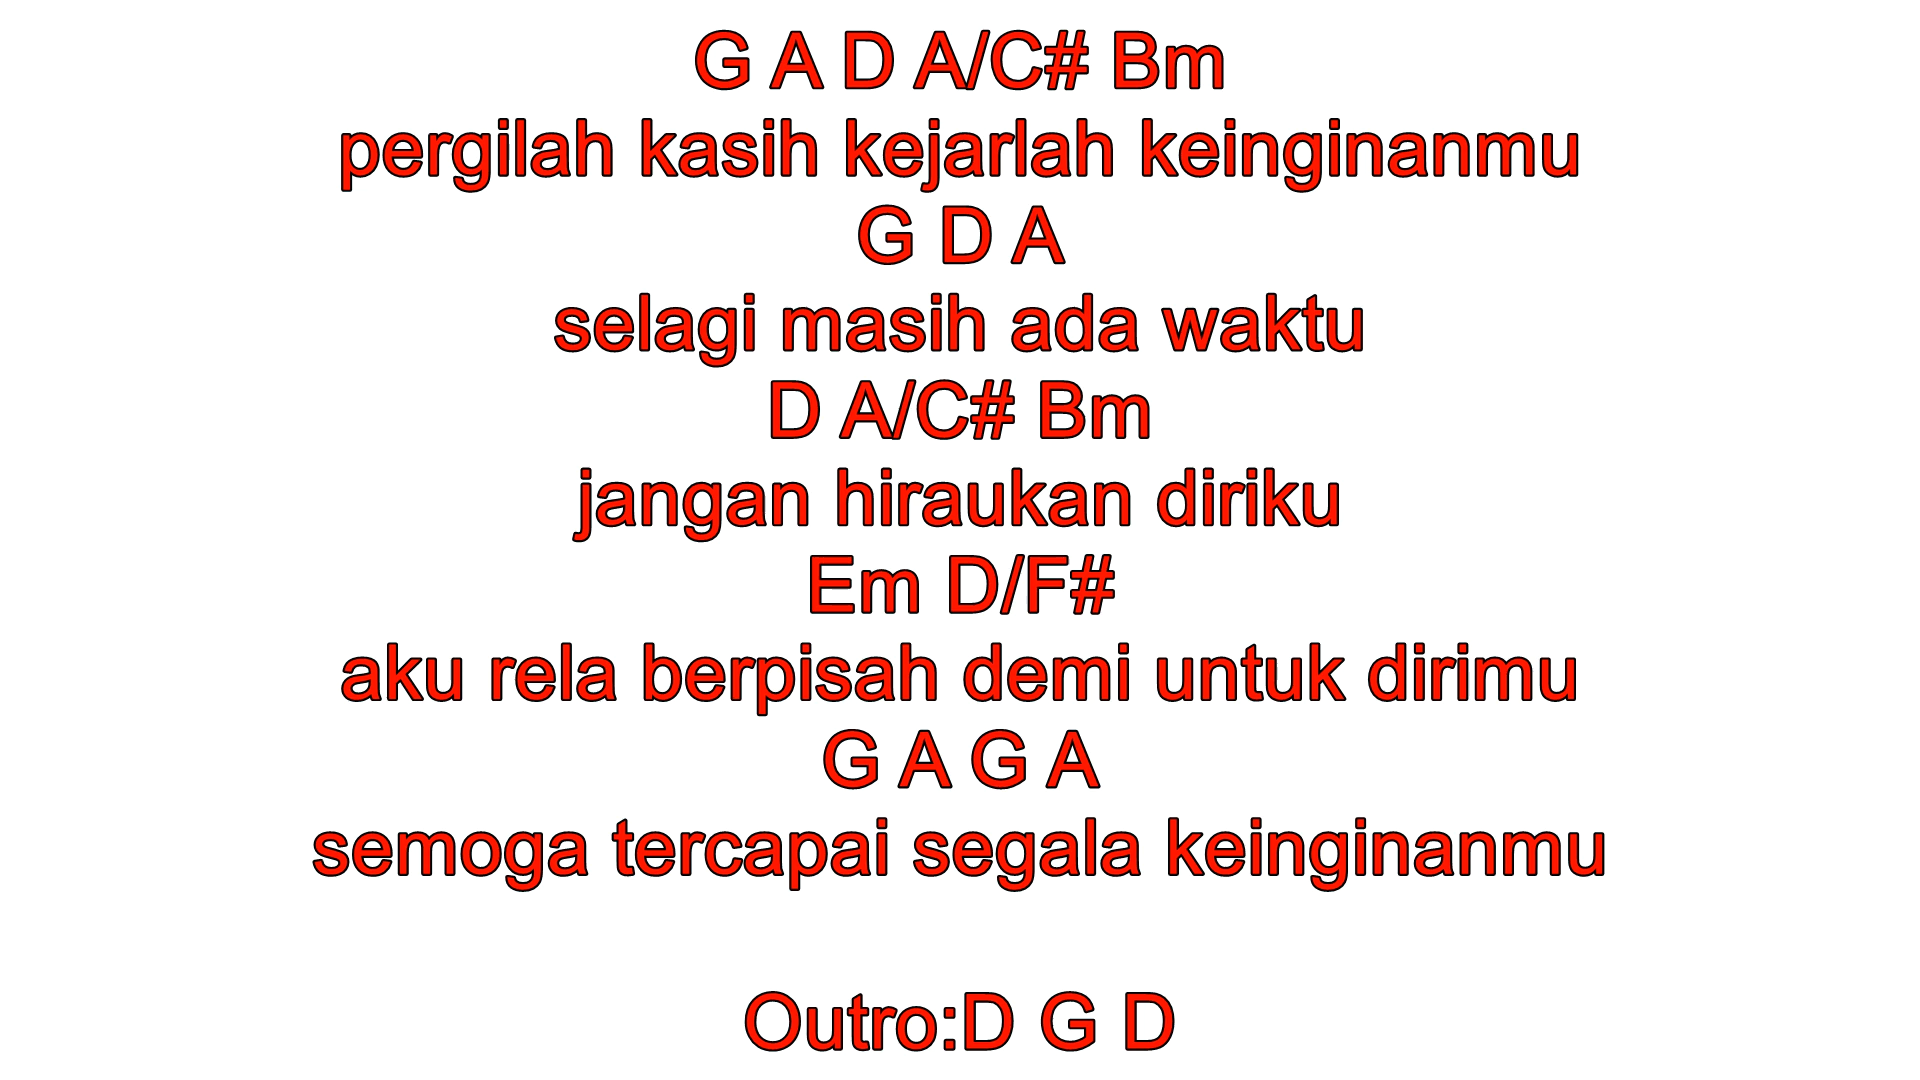 G A D A/C# Bm
pergilah kasih kejarlah keinginanmu
G D A
selagi masih ada waktu
D A/C# Bm
jangan hiraukan diriku
Em D/F#
aku rela berpisah demi untuk dirimu
G A G A
semoga tercapai segala keinginanmu
Outro:D G D